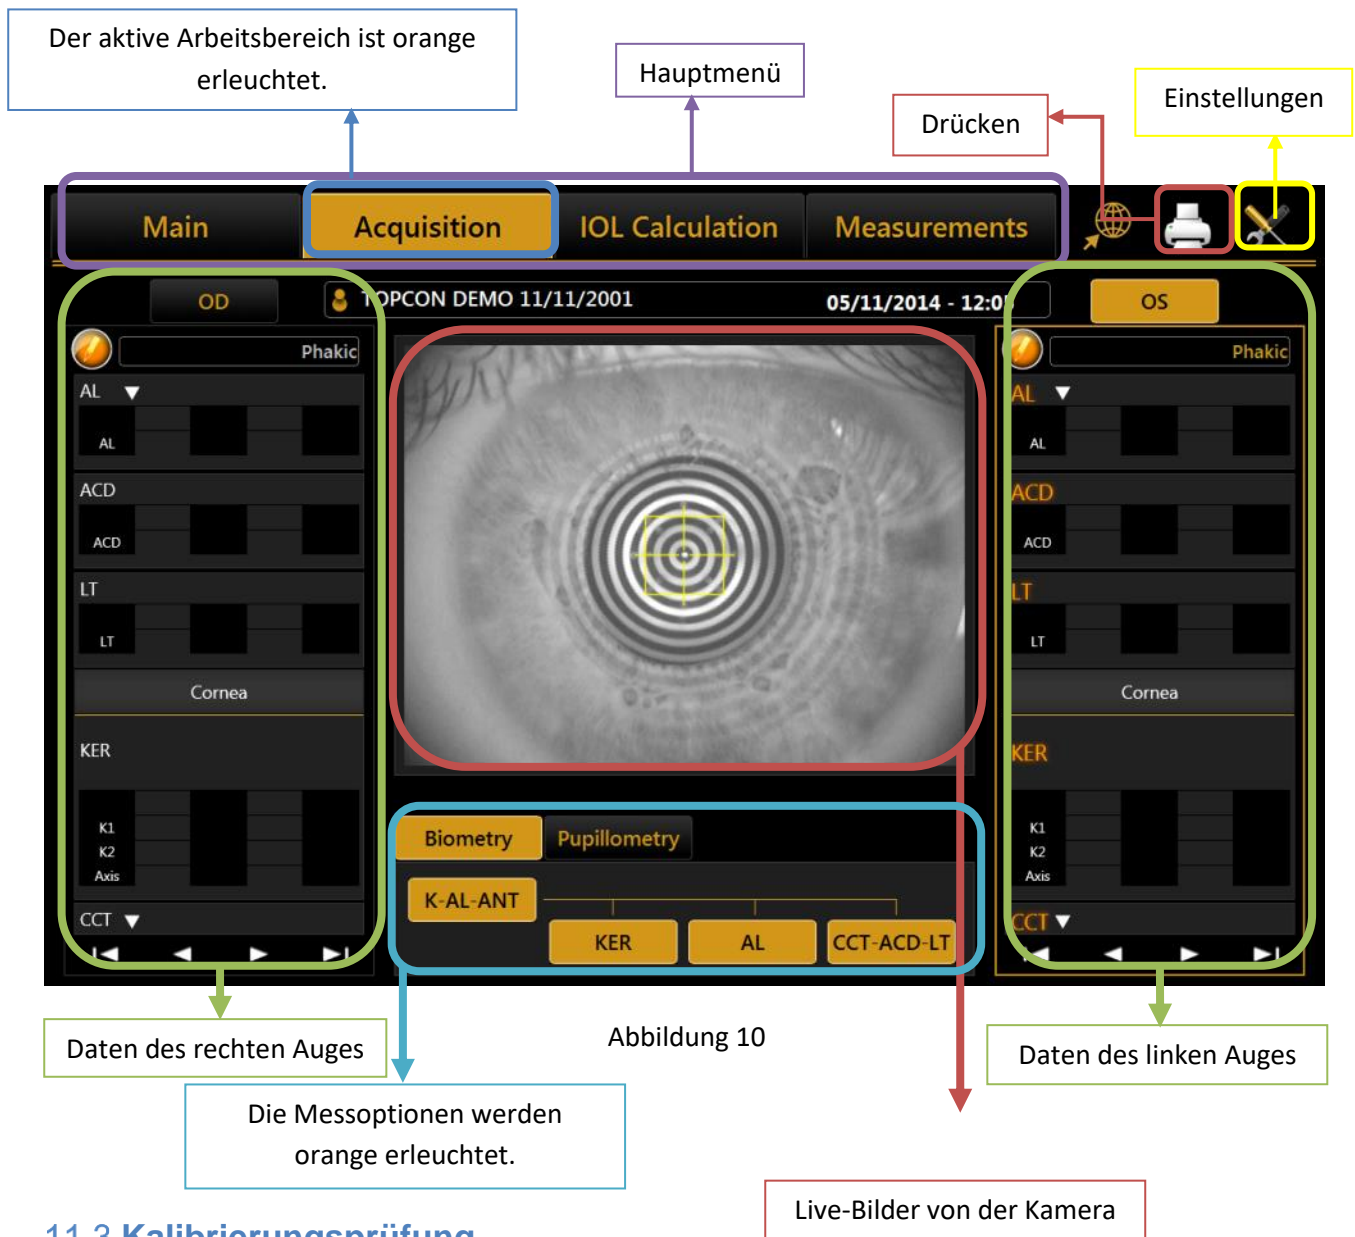 Der aktive Arbeitsbereich ist orange
erleuchtet.
Hauptmenü
Drücken
Einstellungen
Main
Acquisition
IOL Calculation
Measurements
OD
TOPCON DEMO 11/11/2001
05/11/2014 - 12:0
OS
Phakic
AL
AL
ACD
ACD
LT
LT
Cornea
KER
K1
K2
Axis
CCT
Phakic
AL
AL
ACD
ACD
LT
LT
Cornea
KER
K1
K2
Axis
CCT
Biometry
Pupillometry
K-AL-ANT
KER
AL
CCT-ACD-LT
Daten des rechten Auges
Abbildung 10
Daten des linken Auges
Die Messoptionen werden
orange erleuchtet.
Live-Bilder von der Kamera
11.3 Kalibrierungsprüfung